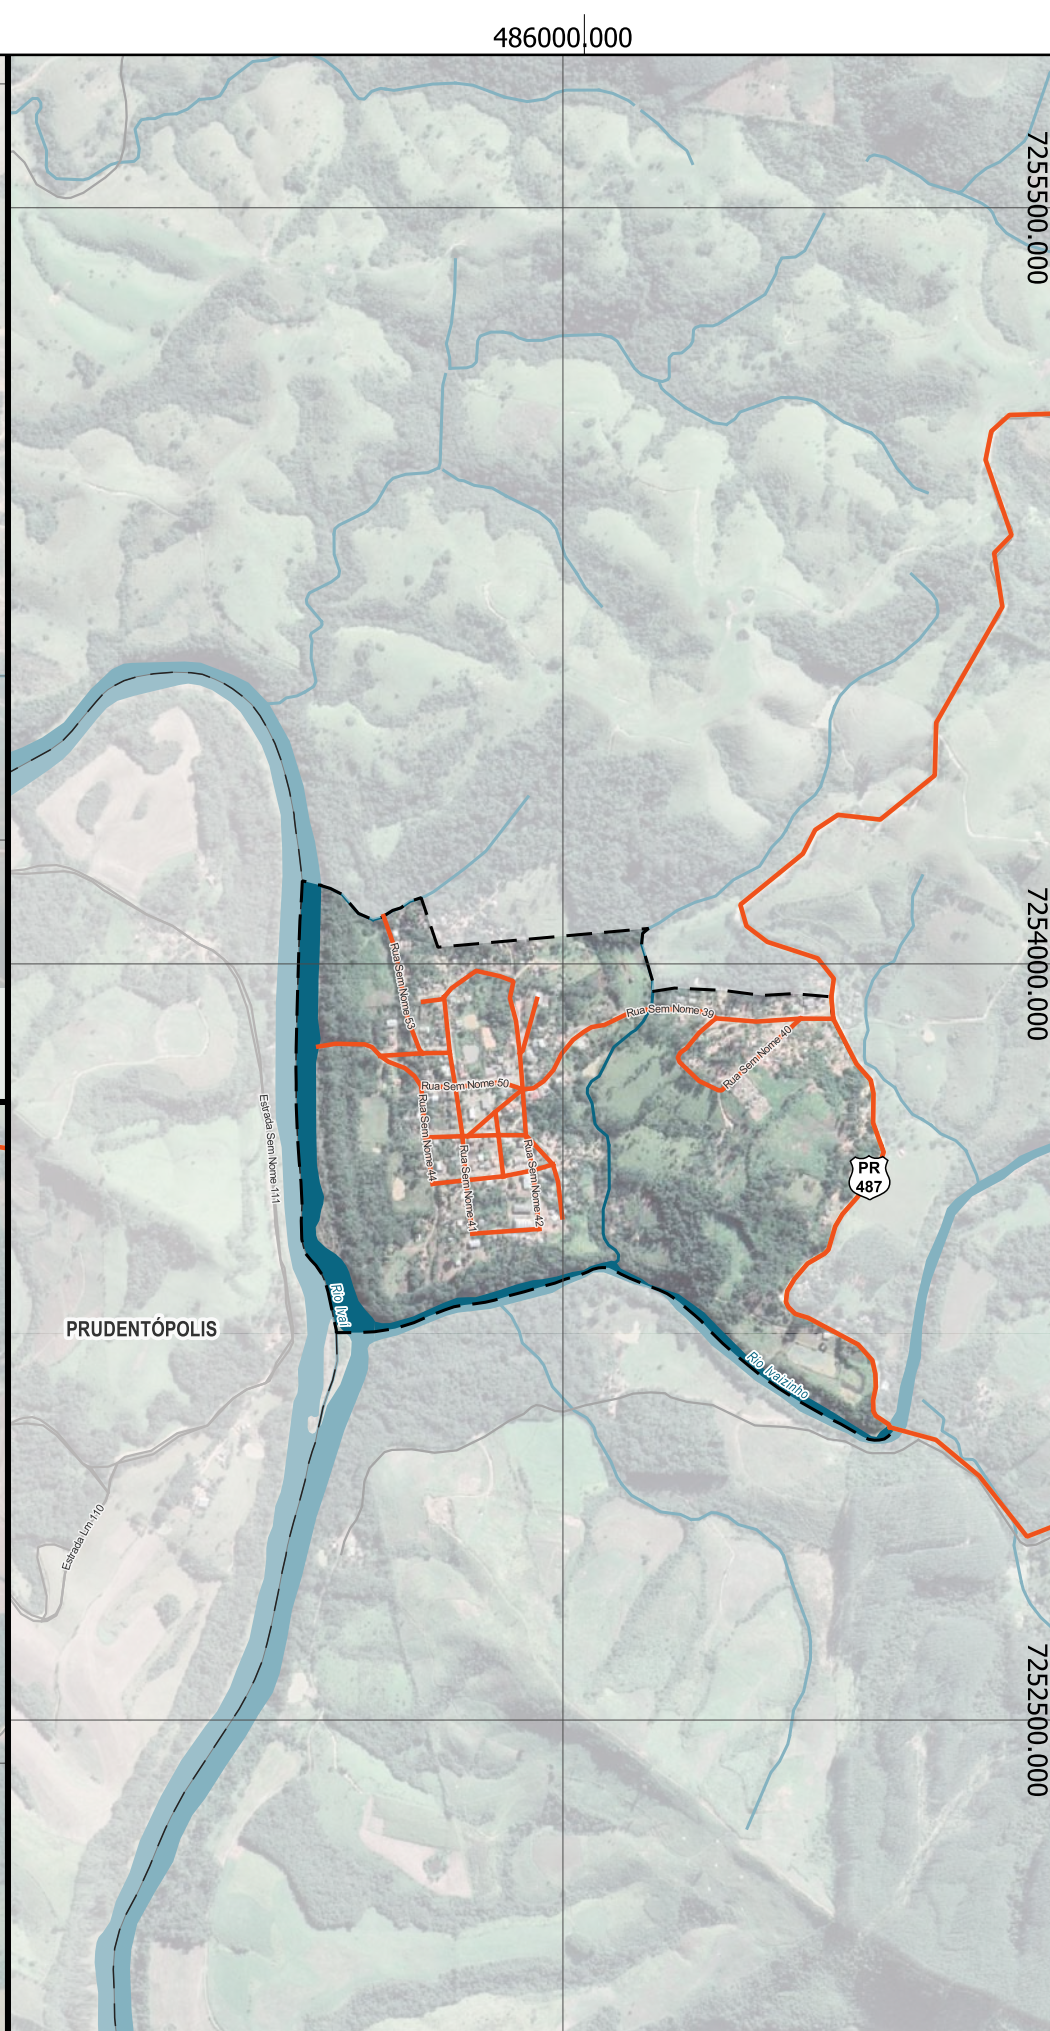 486000.000
7255500.000
7254000.000
Rua Sem Nome 53
Rua Sem Nome 39
Rua Sem Nome 40
Rua Sem Nome 50
Rua Sem Nome 44
Estrada Sem Nome 111
Rua Sem Nome 41
Rua Sem Nome 42
PR
487
Rio Ivaí
PRUDENTÓPOLIS
Rio Ivaizinho
Estrada Lm-110
7252500.000